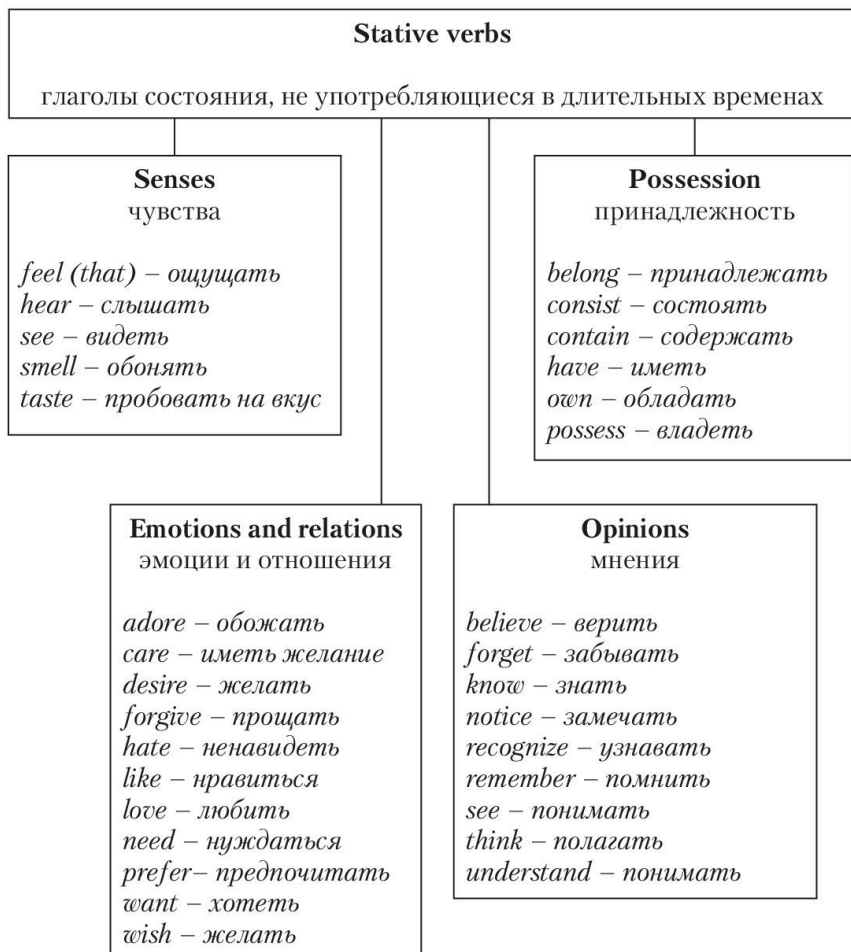 Stative verbs
глаголы состояния, не употребляющиеся в длительных временах
Senses
чувства
feel (that) – ощущать
hear – слышать
see – видеть
smell – обонять
taste – пробовать на вкус
Possession
принадлежность
belong – принадлежать
consist – состоять
contain – содержать
have – иметь
own – обладать
possess – владеть
Emotions and relations
эмоции и отношения
adore – обожать
care – иметь желание
desire – желать
forgive – прощать
hate – ненавидеть
like – нравиться
love – любить
need – нуждаться
prefer– предпочитать
want – хотеть
wish – желать
Opinions
мнения
believe – верить
forget – забывать
know – знать
notice – замечать
recognize – узнавать
remember – помнить
see – понимать
think – полагать
understand – понимать